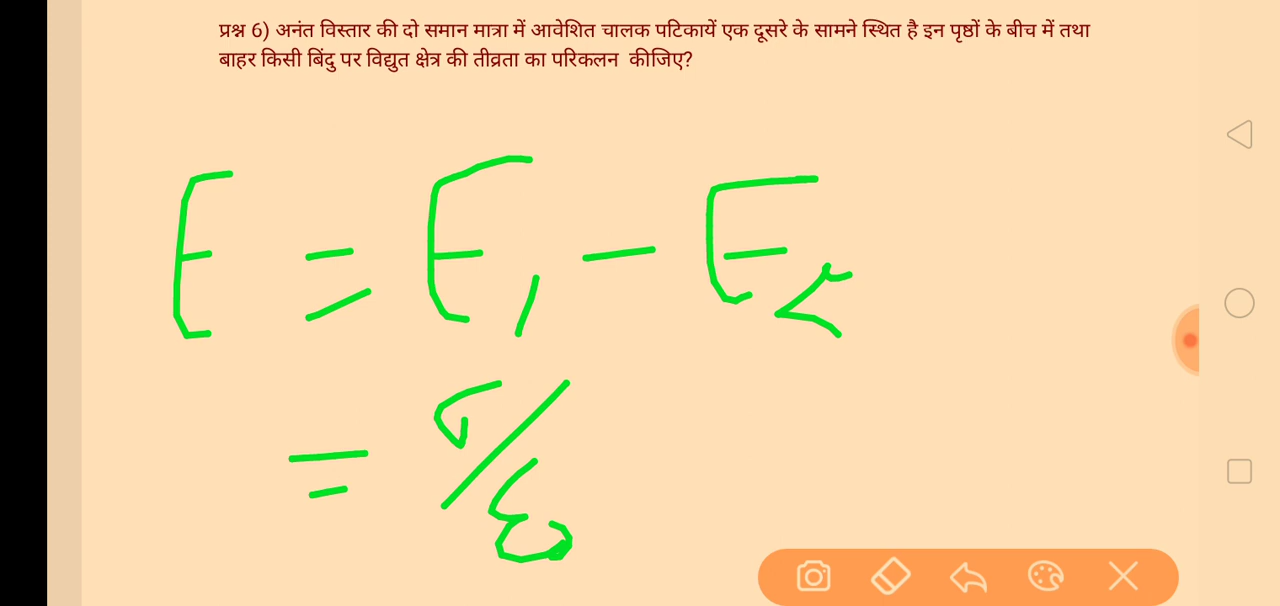 प्रश्न 6) अनंत विस्तार की दो समान मात्रा में आवेशित चालक पटिकायें एक दूसरे के सामने स्थित है इन पृष्ठों के बीच में तथा
बाहर किसी बिंदु पर विद्युत क्षेत्र की तीव्रता का परिकलन कीजिए?
E = E₁ - E₂
= σ/ε₀